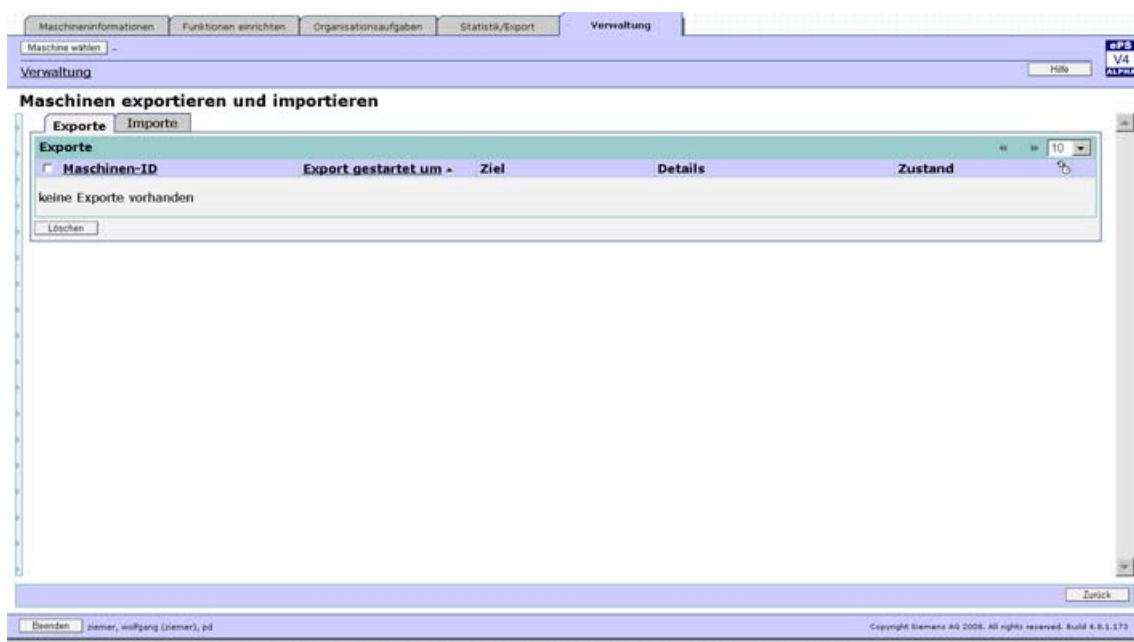 Maschineninformationen Funktionen einrichten Organisationsaufgaben Statistik/Export Verwaltung
Maschine wählen -
ePS
V4
ALPHA
Verwaltung Hilfe
Maschinen exportieren und importieren
Exporte Importe
Exporte « » 10
Maschinen-ID Export gestartet um Ziel Details Zustand
keine Exporte vorhanden
Löschen
Zurück
Beenden ziemer, wolfgang (ziemer), pd Copyright Siemens AG 2008. All rights reserved. Build 4.8.1.173